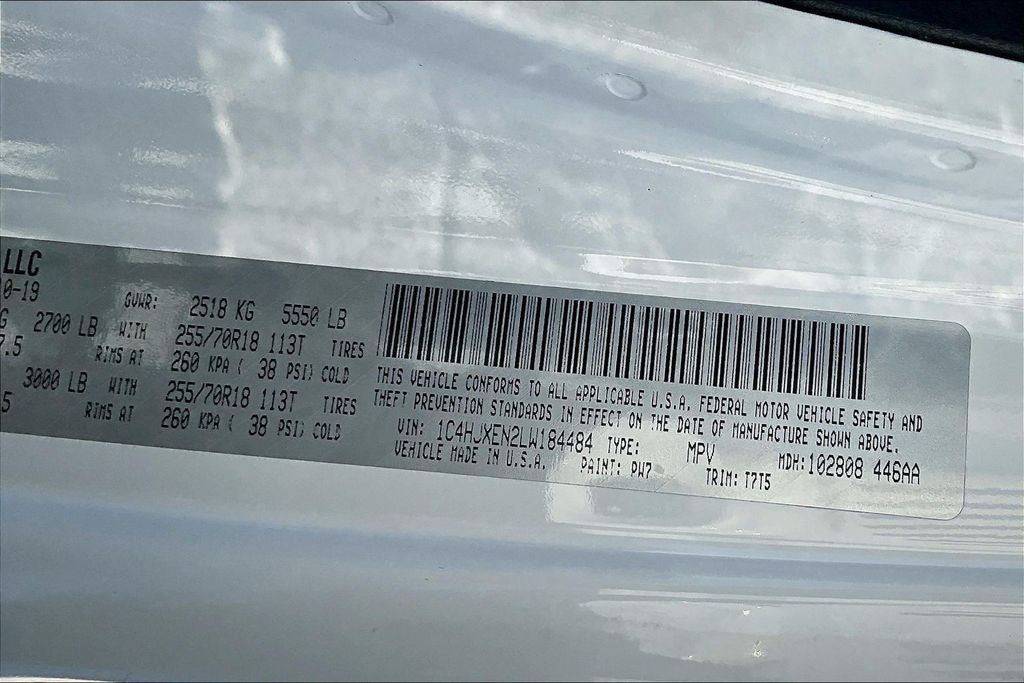 LLC
0-19
GVWR: 2518 KG 5550 LB
G 2700 LB WITH 255/70R18 113T TIRES
7.5 RIMS AT 260 KPA ( 38 PSI) COLD
3000 LB WITH 255/70R18 113T TIRES
5 RIMS AT 260 KPA ( 38 PSI) COLD
THIS VEHICLE CONFORMS TO ALL APPLICABLE U.S.A. FEDERAL MOTOR VEHICLE SAFETY AND
THEFT PREVENTION STANDARDS IN EFFECT ON THE DATE OF MANUFACTURE SHOWN ABOVE.
VIN: 1C4HJXEN2LW184484 TYPE: MPV MDH:102808 446AA
VEHICLE MADE IN U.S.A. PAINT: PW7 TRIM: T7T5